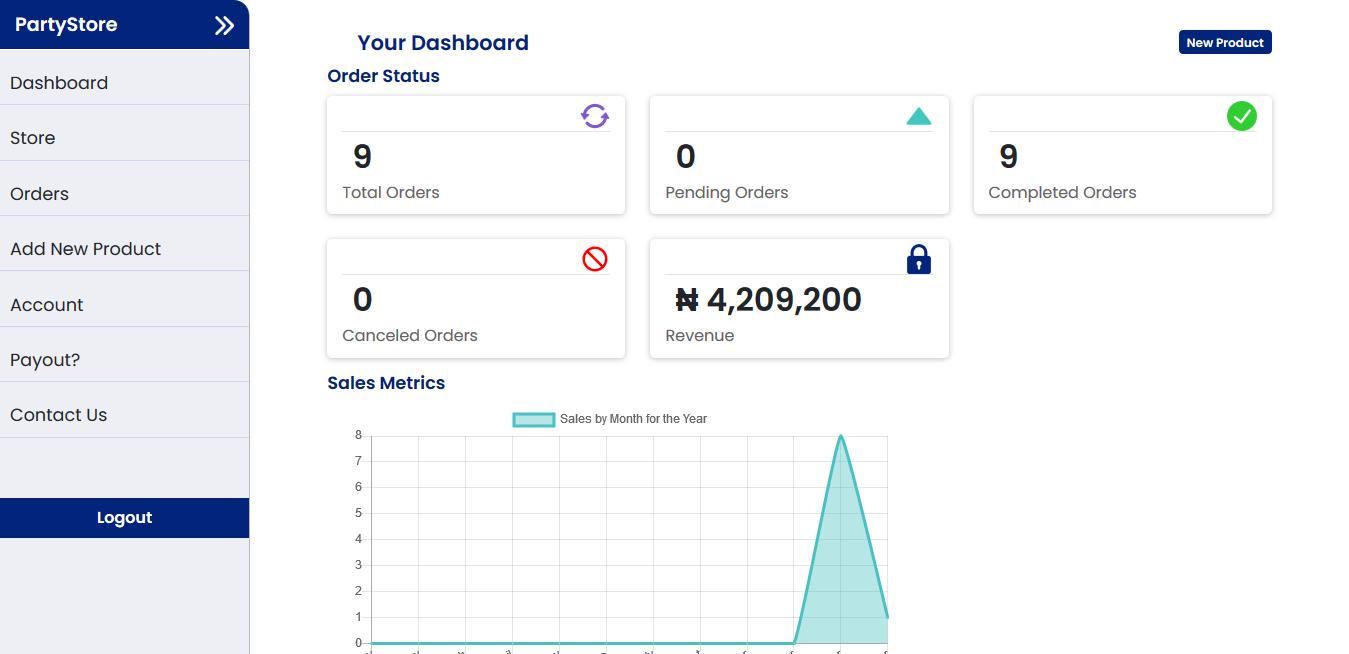 PartyStore
Dashboard
Store
Orders
Add New Product
Account
Payout?
Contact Us
Logout
Your Dashboard
New Product
Order Status
9
Total Orders
0
Pending Orders
9
Completed Orders
0
Canceled Orders
₦ 4,209,200
Revenue
Sales Metrics
Sales by Month for the Year
8
7
6
5
4
3
2
1
0